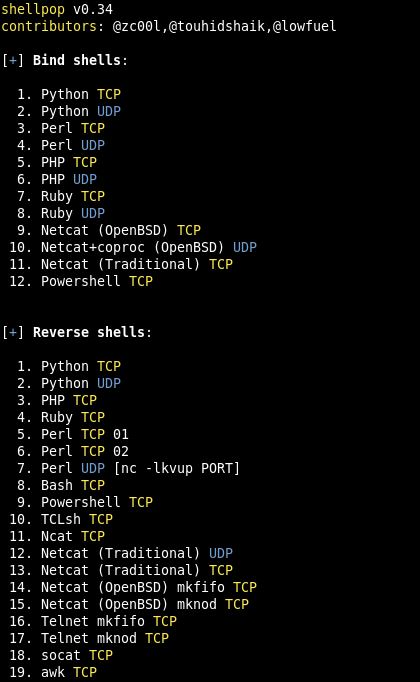 shellpop v0.34
contributors: @zc00l,@touhidshaik,@lowfuel
[+] Bind shells:
1. Python TCP
2. Python UDP
3. Perl TCP
4. Perl UDP
5. PHP TCP
6. PHP UDP
7. Ruby TCP
8. Ruby UDP
9. Netcat (OpenBSD) TCP
10. Netcat+coproc (OpenBSD) UDP
11. Netcat (Traditional) TCP
12. Powershell TCP
[+] Reverse shells:
1. Python TCP
2. Python UDP
3. PHP TCP
4. Ruby TCP
5. Perl TCP 01
6. Perl TCP 02
7. Perl UDP [nc -lkvup PORT]
8. Bash TCP
9. Powershell TCP
10. TCLsh TCP
11. Ncat TCP
12. Netcat (Traditional) UDP
13. Netcat (Traditional) TCP
14. Netcat (OpenBSD) mkfifo TCP
15. Netcat (OpenBSD) mknod TCP
16. Telnet mkfifo TCP
17. Telnet mknod TCP
18. socat TCP
19. awk TCP